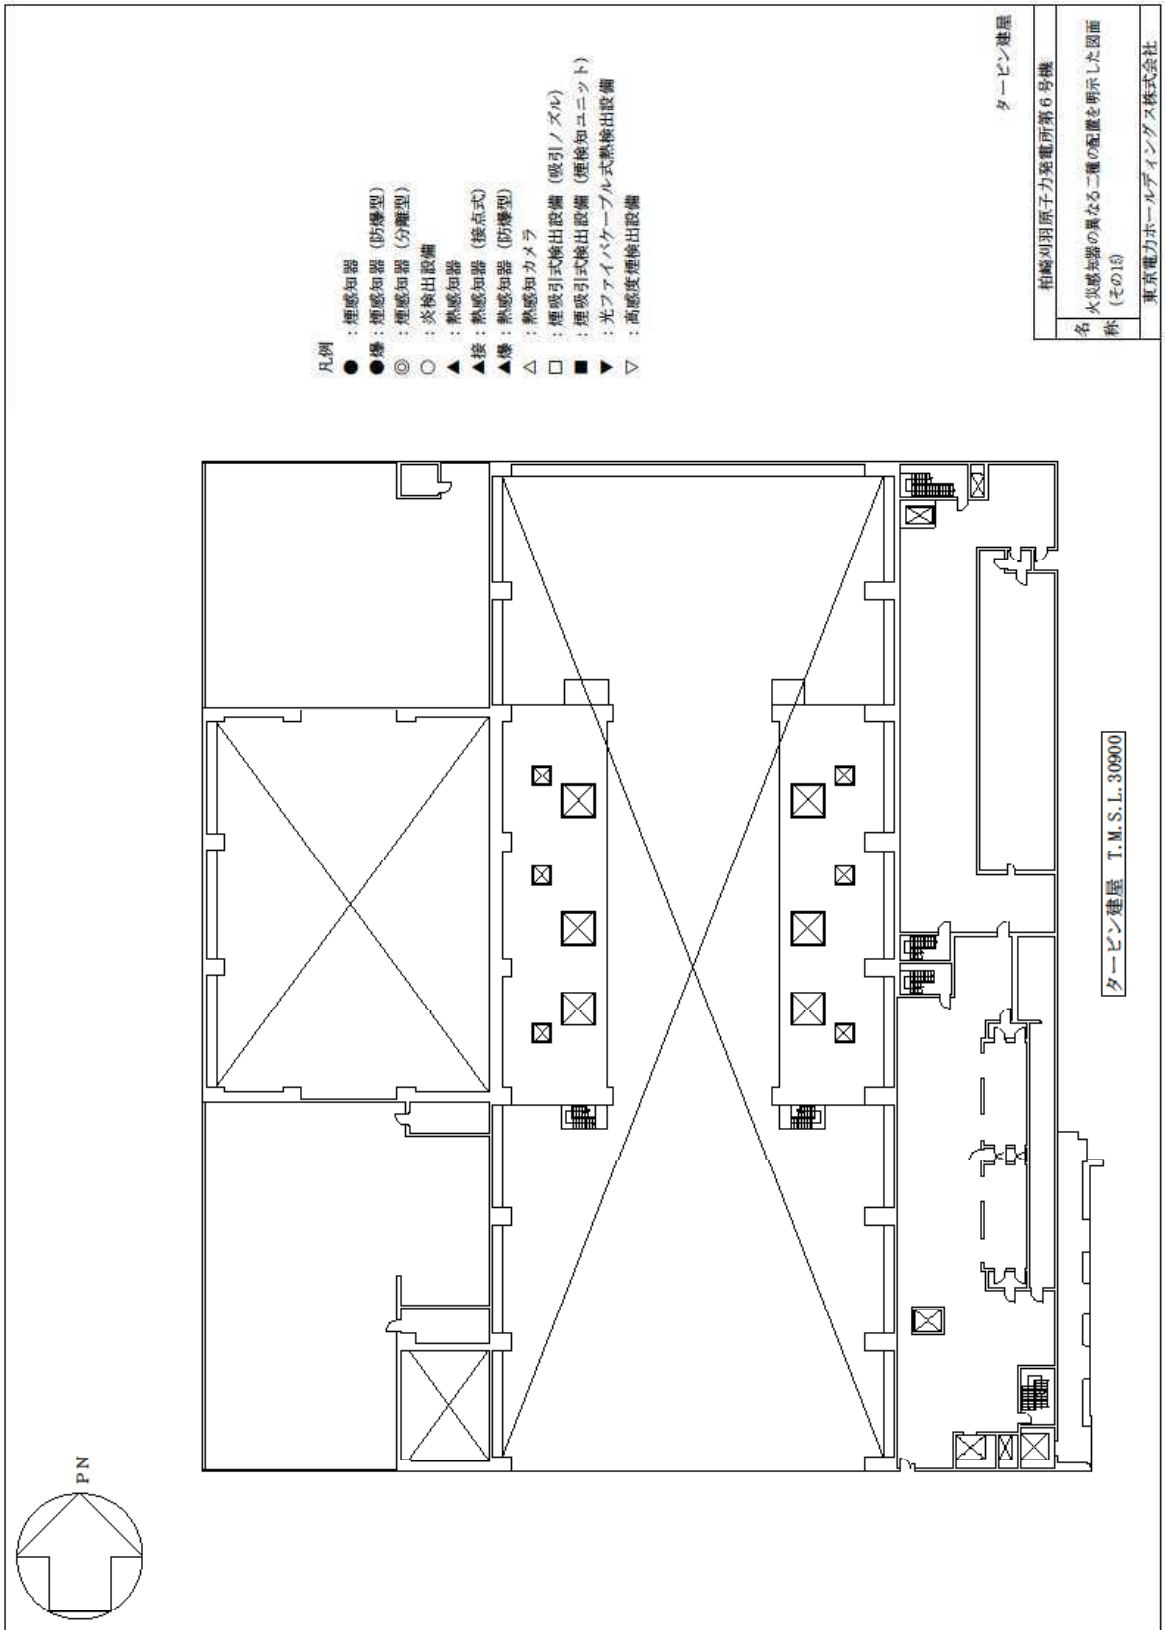 PN
凡例
●：煙感知器
●爆：煙感知器（防爆型）
◎：煙感知器（分離型）
○：炎検出設備
▲：熱感知器
▲接：熱感知器（接点式）
▲爆：熱感知器（防爆型）
△：熱感知カメラ
□：煙吸引式検出設備（吸引ノズル）
■：煙吸引式検出設備（煙検知ユニット）
▼：光ファイバケーブル式熱検出設備
▽：高感度煙検出設備
タービン建屋 T.M.S.L.30900
タービン建屋
柏崎刈羽原子力発電所第6号機
名称
火災感知器の異なる二種の配置を明示した図面
(その15)
東京電力ホールディングス株式会社